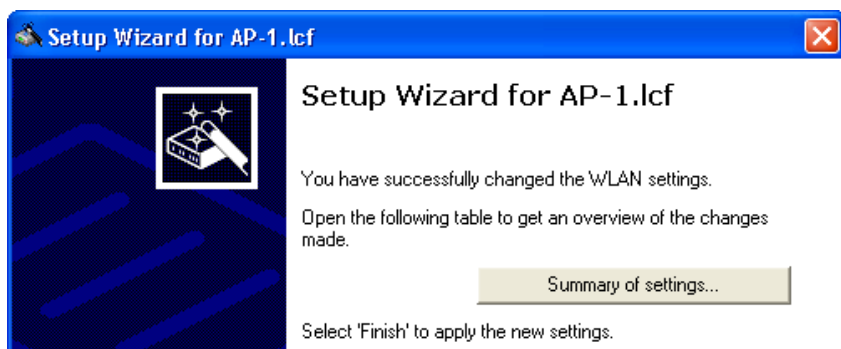 Setup Wizard for AP-1.lcf
Setup Wizard for AP-1.lcf
You have successfully changed the WLAN settings.
Open the following table to get an overview of the changes
made.
Summary of settings...
Select 'Finish' to apply the new settings.